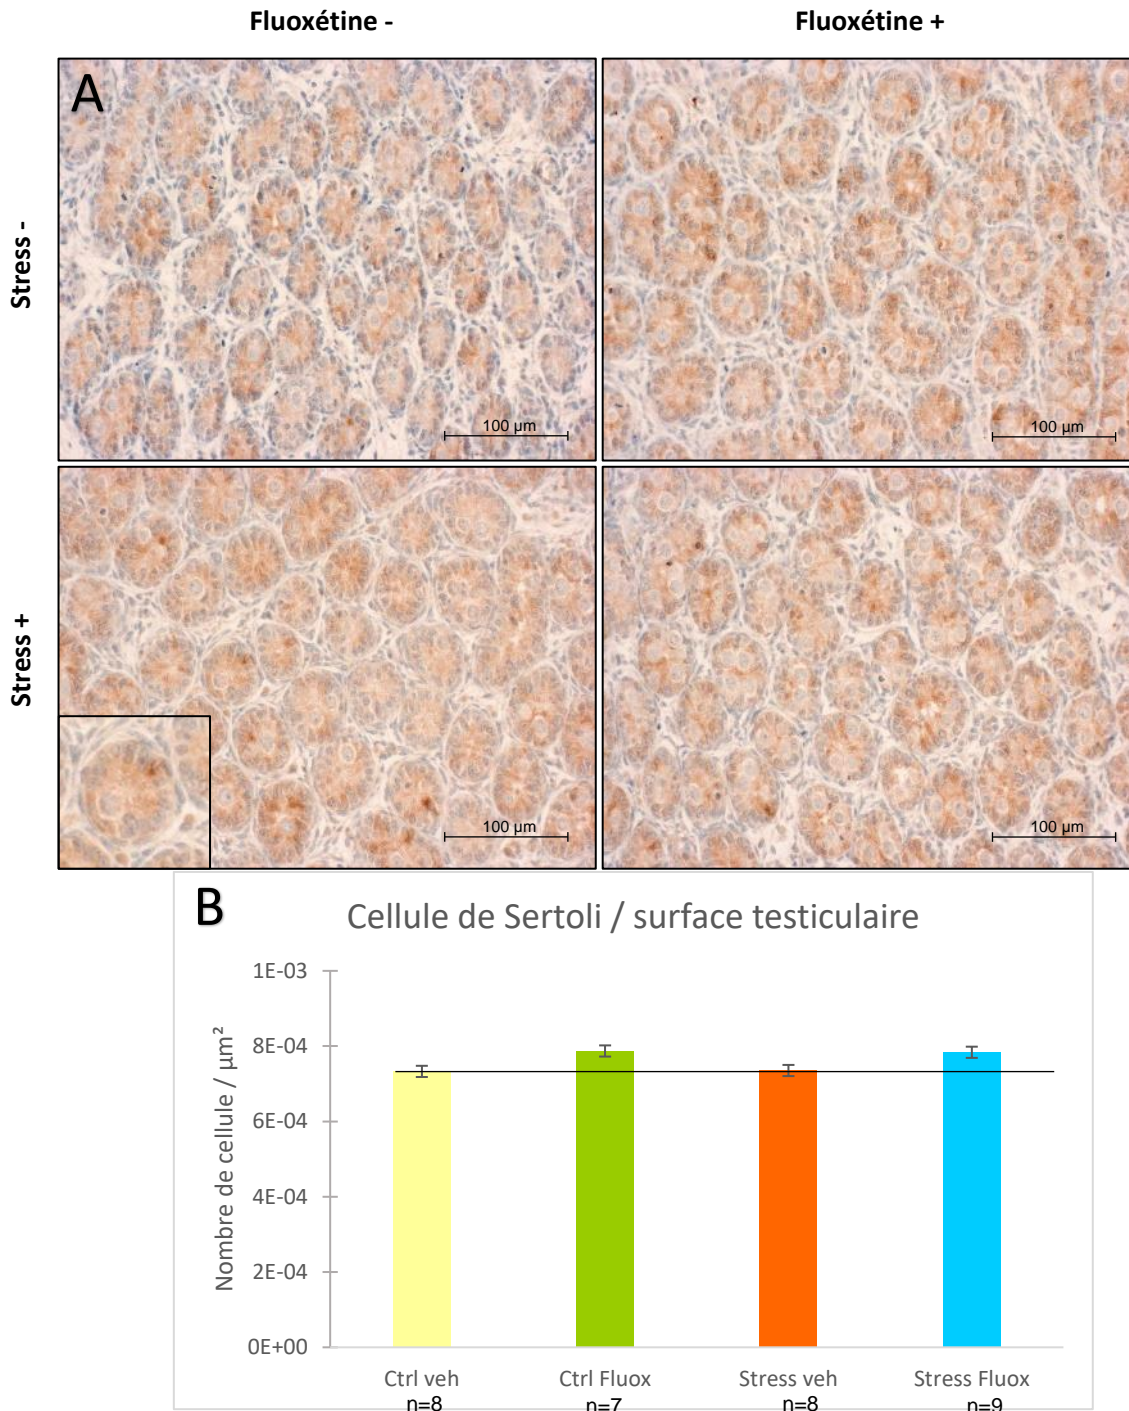 Fluoxétine -
Fluoxétine +
A
Stress -
100 µm
100 µm
Stress +
100 µm
100 µm
B
Cellule de Sertoli / surface testiculaire
Nombre de cellule / µm²
1E-03
8E-04
6E-04
4E-04
2E-04
0E+00
Ctrl veh
Ctrl Fluox
Stress veh
Stress Fluox
n=8
n=7
n=8
n=9